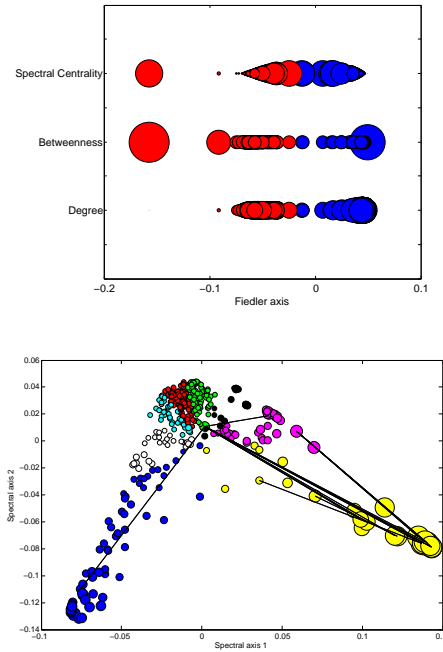 Spectral Centrality
Betweenness
Degree
−0.2 −0.1 0 0.1
Fiedler axis
0.06
0.04
0.02
0
−0.02
−0.04
−0.06
−0.08
−0.1
−0.12
−0.14
Spectral axis 2
−0.1 −0.05 0 0.05 0.1
Spectral axis 1